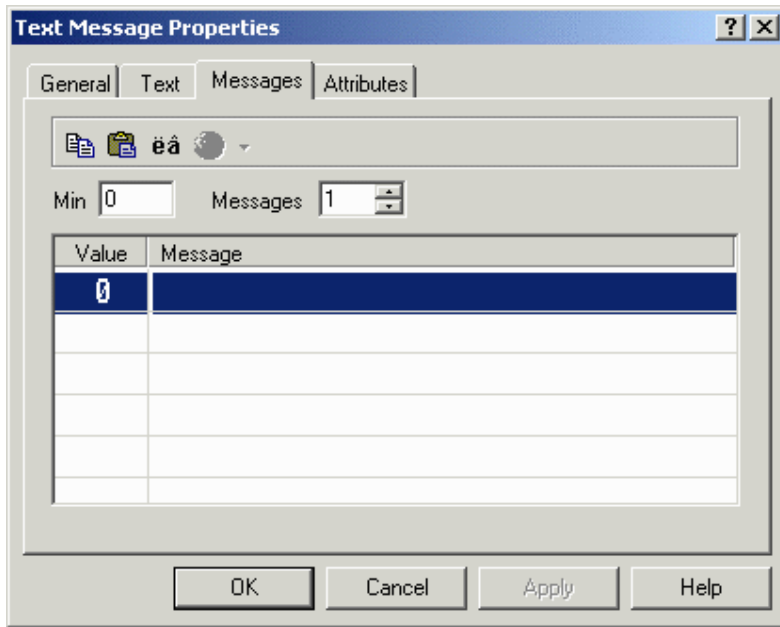 Text Message Properties
General Text Messages Attributes
ëâ
Min 0 Messages 1
Value Message
0
OK Cancel Apply Help